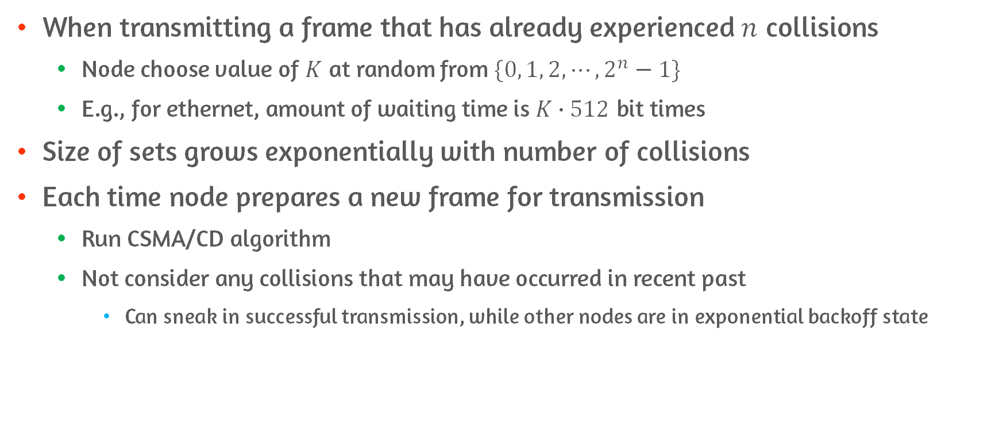 • When transmitting a frame that has already experienced n collisions
• Node choose value of K at random from {0, 1, 2, ⋯, 2ⁿ − 1}
• E.g., for ethernet, amount of waiting time is K · 512 bit times
• Size of sets grows exponentially with number of collisions
• Each time node prepares a new frame for transmission
• Run CSMA/CD algorithm
• Not consider any collisions that may have occurred in recent past
• Can sneak in successful transmission, while other nodes are in exponential backoff state